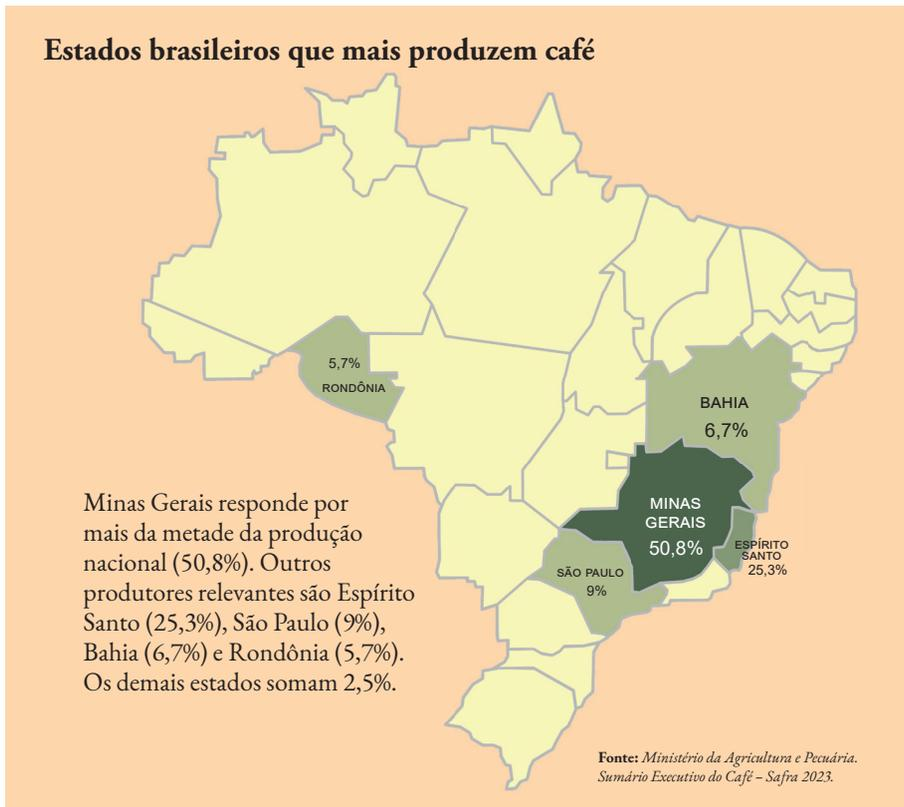 Estados brasileiros que mais produzem café
5,7%
RONDÔNIA
BAHIA
6,7%
MINAS
GERAIS
50,8%
ESPÍRITO
SANTO
25,3%
SÃO PAULO
9%
Minas Gerais responde por
mais da metade da produção
nacional (50,8%). Outros
produtores relevantes são Espírito
Santo (25,3%), São Paulo (9%),
Bahia (6,7%) e Rondônia (5,7%).
Os demais estados somam 2,5%.
Fonte: Ministério da Agricultura e Pecuária.
Sumário Executivo do Café – Safra 2023.